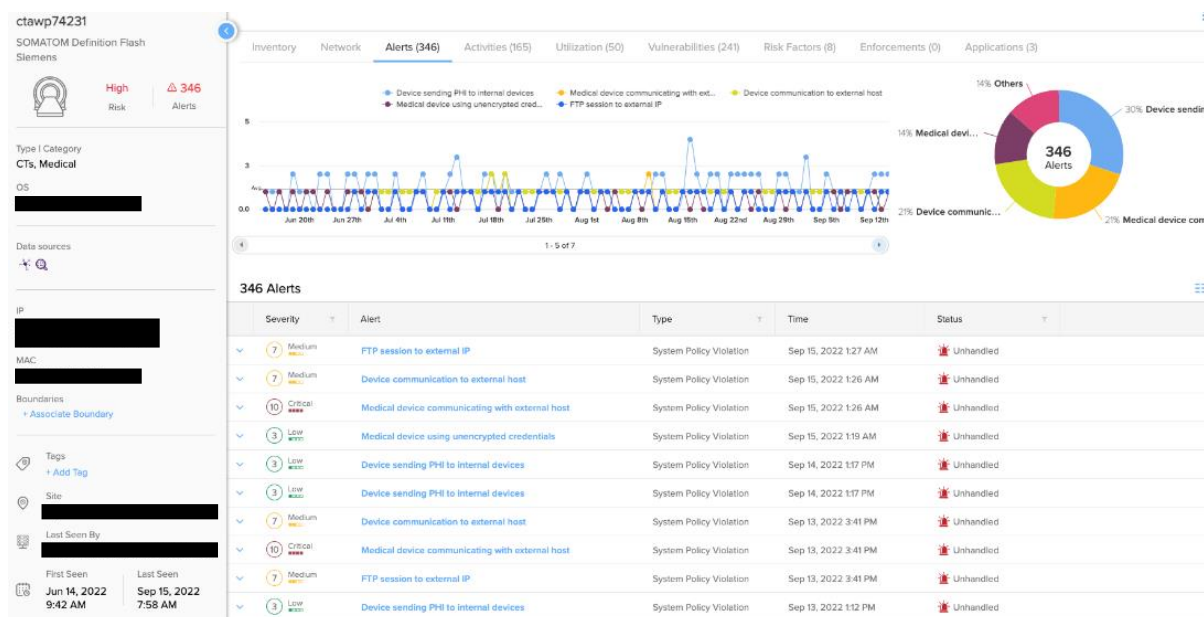 ctawp74231
SOMATOM Definition Flash
Siemens
High
Risk
346
Alerts
Type | Category
CTs, Medical
OS
Data sources
IP
MAC
Boundaries
+ Associate Boundary
Tags
+ Add Tag
Site
Last Seen By
First Seen
Jun 14, 2022
9:42 AM
Last Seen
Sep 15, 2022
7:58 AM
Inventory Network Alerts (346) Activities (165) Utilization (50) Vulnerabilities (241) Risk Factors (8) Enforcements (0) Applications (3)
Device sending PHI to internal devices Medical device communicating with ext... Device communication to external host
Medical device using unencrypted cred... FTP session to external IP
5
3
Avg
0.0
Jun 20th Jun 27th Jul 4th Jul 11th Jul 18th Jul 25th Aug 1st Aug 8th Aug 15th Aug 22nd Aug 29th Sep 5th Sep 12th
1 - 5 of 7
14% Others
30% Device sendin
14% Medical devi...
346
Alerts
21% Device communic...
21% Medical device com
346 Alerts
Severity Alert Type Time Status
7 Medium FTP session to external IP System Policy Violation Sep 15, 2022 1:27 AM Unhandled
7 Medium Device communication to external host System Policy Violation Sep 15, 2022 1:26 AM Unhandled
10 Critical Medical device communicating with external host System Policy Violation Sep 15, 2022 1:26 AM Unhandled
3 Low Medical device using unencrypted credentials System Policy Violation Sep 15, 2022 1:19 AM Unhandled
3 Low Device sending PHI to internal devices System Policy Violation Sep 14, 2022 1:17 PM Unhandled
3 Low Device sending PHI to internal devices System Policy Violation Sep 14, 2022 1:17 PM Unhandled
7 Medium Device communication to external host System Policy Violation Sep 13, 2022 3:41 PM Unhandled
10 Critical Medical device communicating with external host System Policy Violation Sep 13, 2022 3:41 PM Unhandled
7 Medium FTP session to external IP System Policy Violation Sep 13, 2022 3:41 PM Unhandled
3 Low Device sending PHI to internal devices System Policy Violation Sep 13, 2022 1:12 PM Unhandled